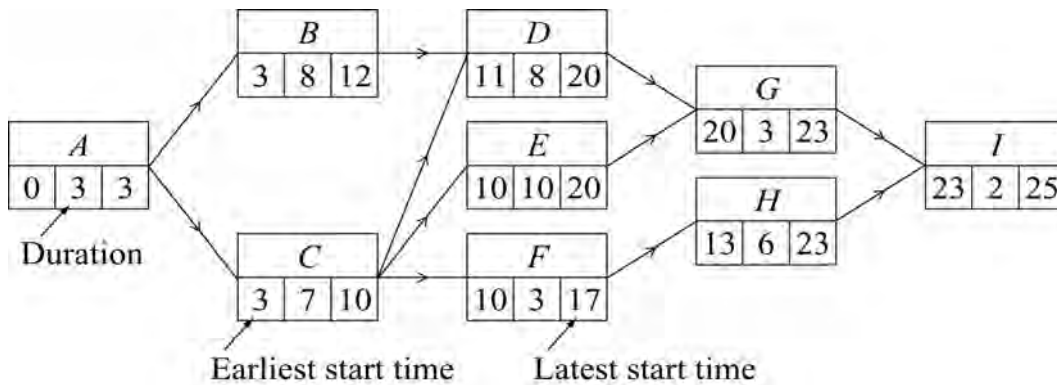 A
0 3 3
Duration
B
3 8 12
C
3 7 10
Earliest start time
D
11 8 20
E
10 10 20
F
10 3 17
Latest start time
G
20 3 23
H
13 6 23
I
23 2 25